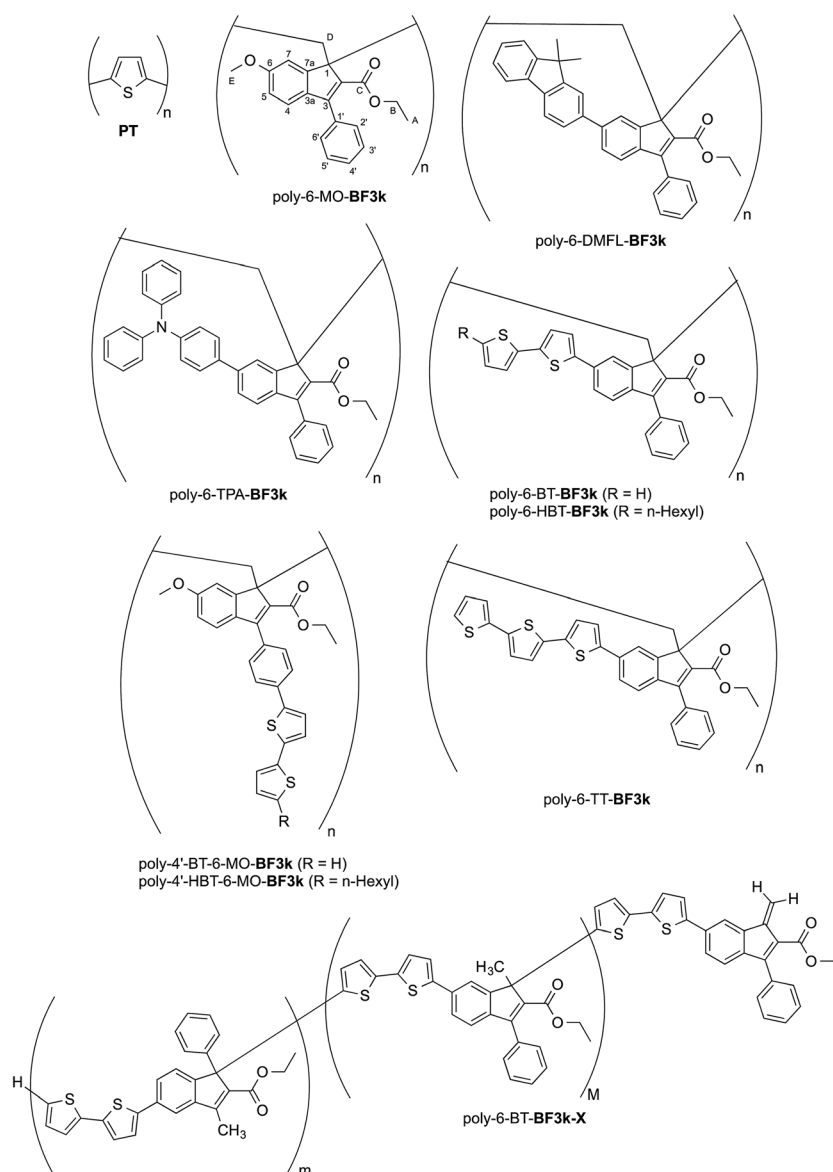 S
n
PT
D
O
E
6
7
7a
1
5
4
3a
3
O
C
O
B
A
1'
2'
6'
3'
5'
4'
n
poly-6-MO-BF3k
O
O
n
poly-6-DMFL-BF3k
N
O
O
n
poly-6-TPA-BF3k
R
S
S
O
O
n
poly-6-BT-BF3k (R = H)
poly-6-HBT-BF3k (R = n-Hexyl)
O
O
O
S
S
R
n
poly-4'-BT-6-MO-BF3k (R = H)
poly-4'-HBT-6-MO-BF3k (R = n-Hexyl)
S
S
S
O
O
n
poly-6-TT-BF3k
H
S
S
O
O
CH3
m
S
S
H3C
O
O
M
S
S
H
H
O
O
poly-6-BT-BF3k-X